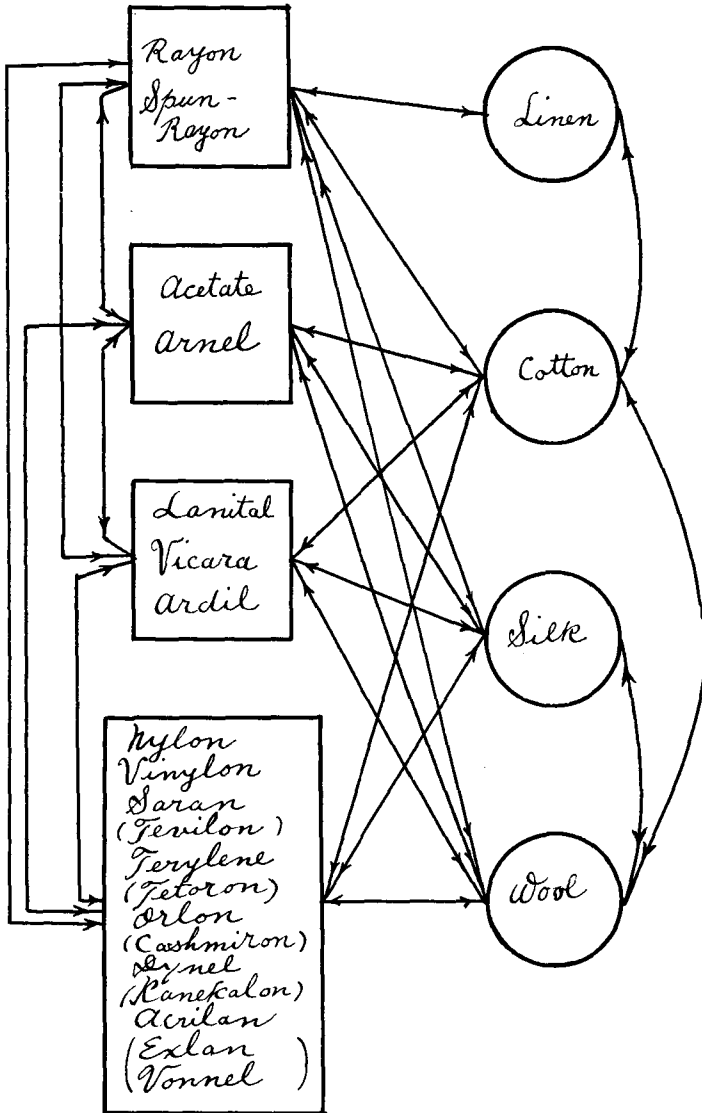 Rayon
Spun-
Rayon
Acetate
Arnel
Lanital
Vicara
Ardil
Nylon
Vinylon
Saran
(Tevilon)
Terylene
(Tetoron)
Orlon
(Cashmiron)
Dynel
(Kanekalon)
Acrilan
(Exlan
Vonnel)
Linen
Cotton
Silk
Wool